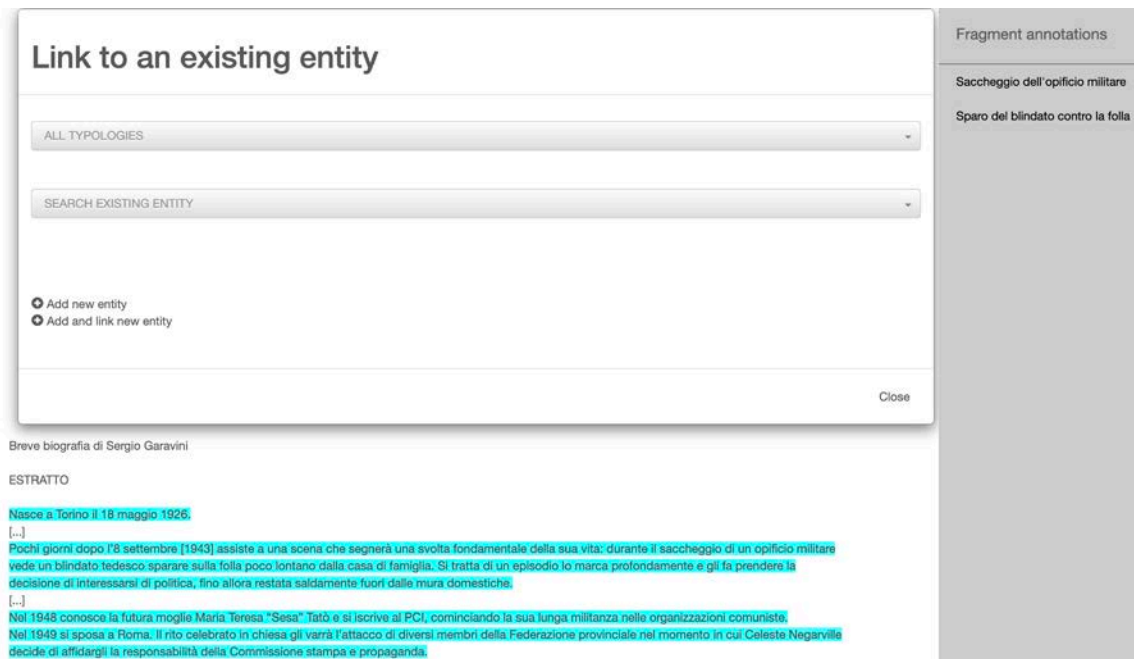 Link to an existing entity
ALL TYPOLOGIES
SEARCH EXISTING ENTITY
Add new entity
Add and link new entity
Close
Fragment annotations
Saccheggio dell'opificio militare
Sparo del blindato contro la folla
Breve biografia di Sergio Garavini
ESTRATTO
Nasce a Torino il 18 maggio 1926.
[...]
Pochi giorni dopo l'8 settembre [1943] assiste a una scena che segnerà una svolta fondamentale della sua vita: durante il saccheggio di un opificio militare
vede un blindato tedesco sparare sulla folla poco lontano dalla casa di famiglia. Si tratta di un episodio lo marca profondamente e gli fa prendere la
decisione di interessarsi di politica, fino allora restata saldamente fuori dalle mura domestiche.
[...]
Nel 1948 conosce la futura moglie Maria Teresa "Sesa" Tatò e si iscrive al PCI, cominciando la sua lunga militanza nelle organizzazioni comuniste.
Nel 1949 si sposa a Roma. Il rito celebrato in chiesa gli varrà l'attacco di diversi membri della Federazione provinciale nel momento in cui Celeste Negarville
decide di affidargli la responsabilità della Commissione stampa e propaganda.